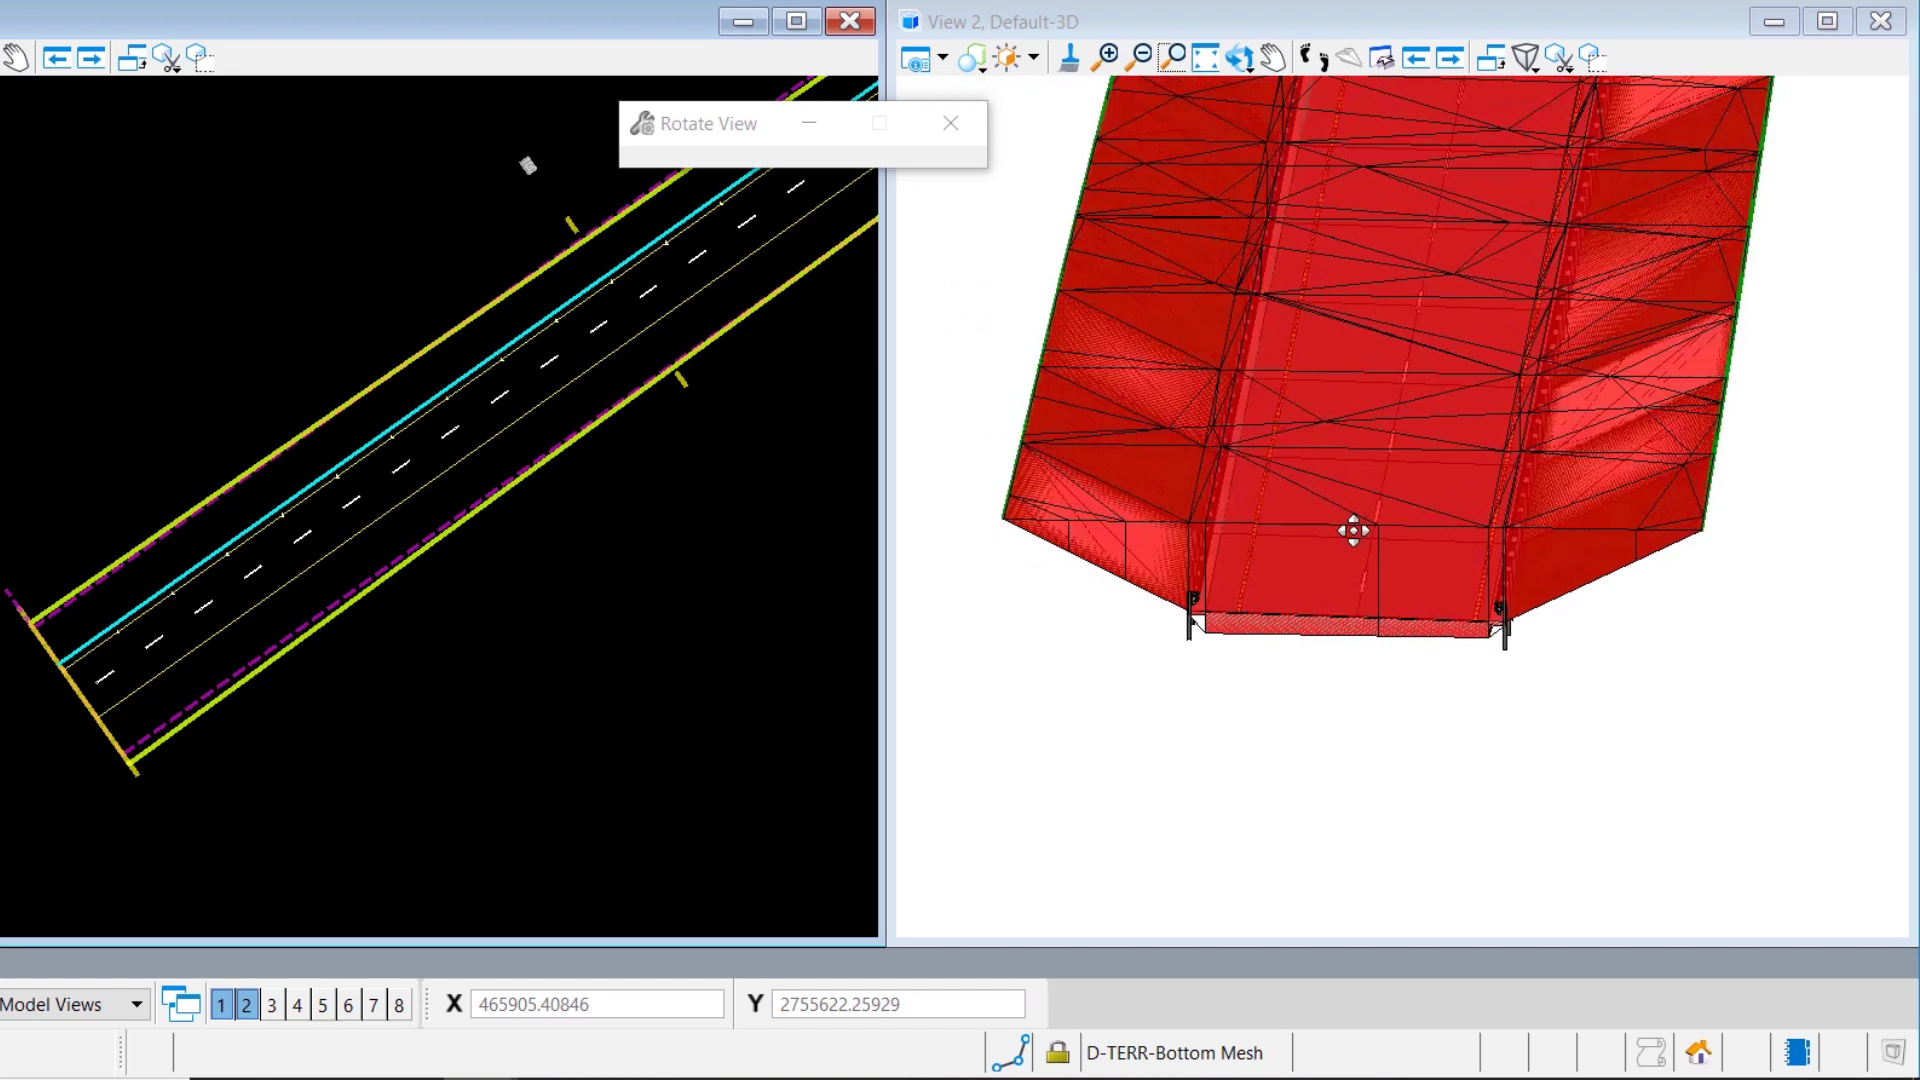 View 2, Default-3D
Rotate View
Model Views
1 2 3 4 5 6 7 8
X 465905.40846
Y 2755622.25929
D-TERR-Bottom Mesh